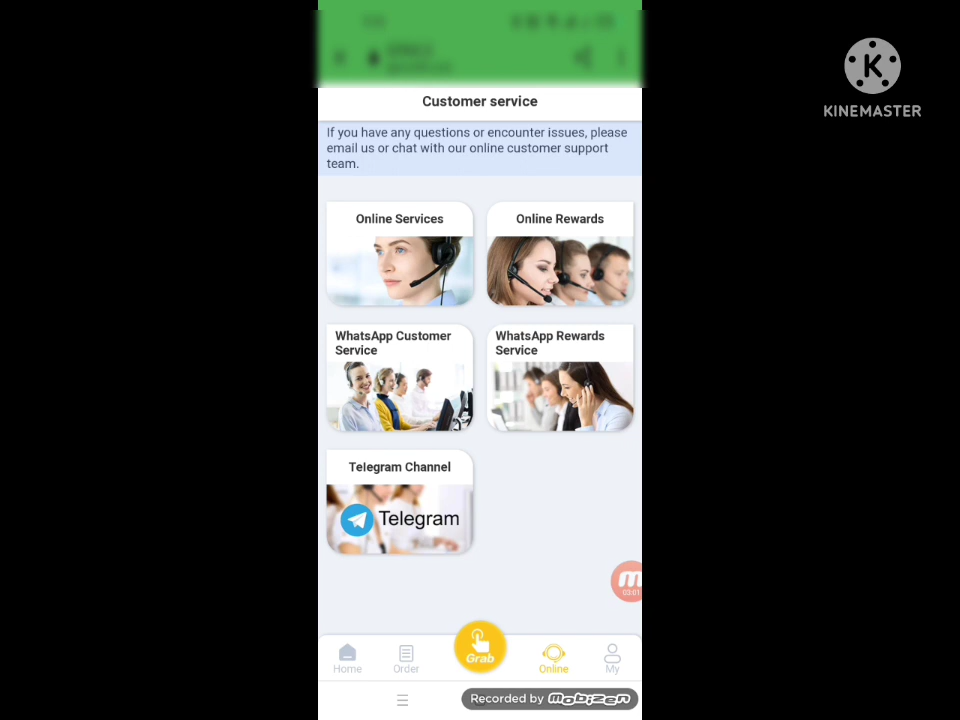 K
KINEMASTER
Customer service
If you have any questions or encounter issues, please
email us or chat with our online customer support
team.
Online Services
Online Rewards
WhatsApp Customer
Service
WhatsApp Rewards
Service
Telegram Channel
Telegram
m
03:01
Grab
Home
Order
Online
My
Recorded by mobizen